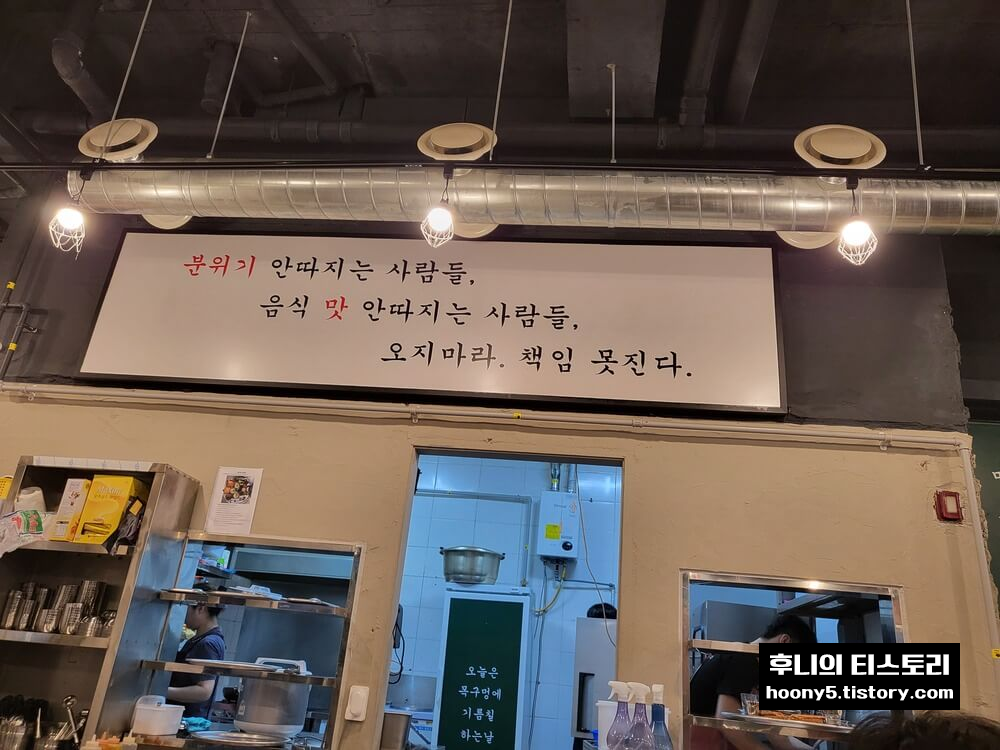 분위기 안따지는 사람들,
음식 맛 안따지는 사람들,
오지마라. 책임 못진다.
오늘은
목구멍에
기름칠
하는날
후니의 티스토리
hoony5.tistory.com